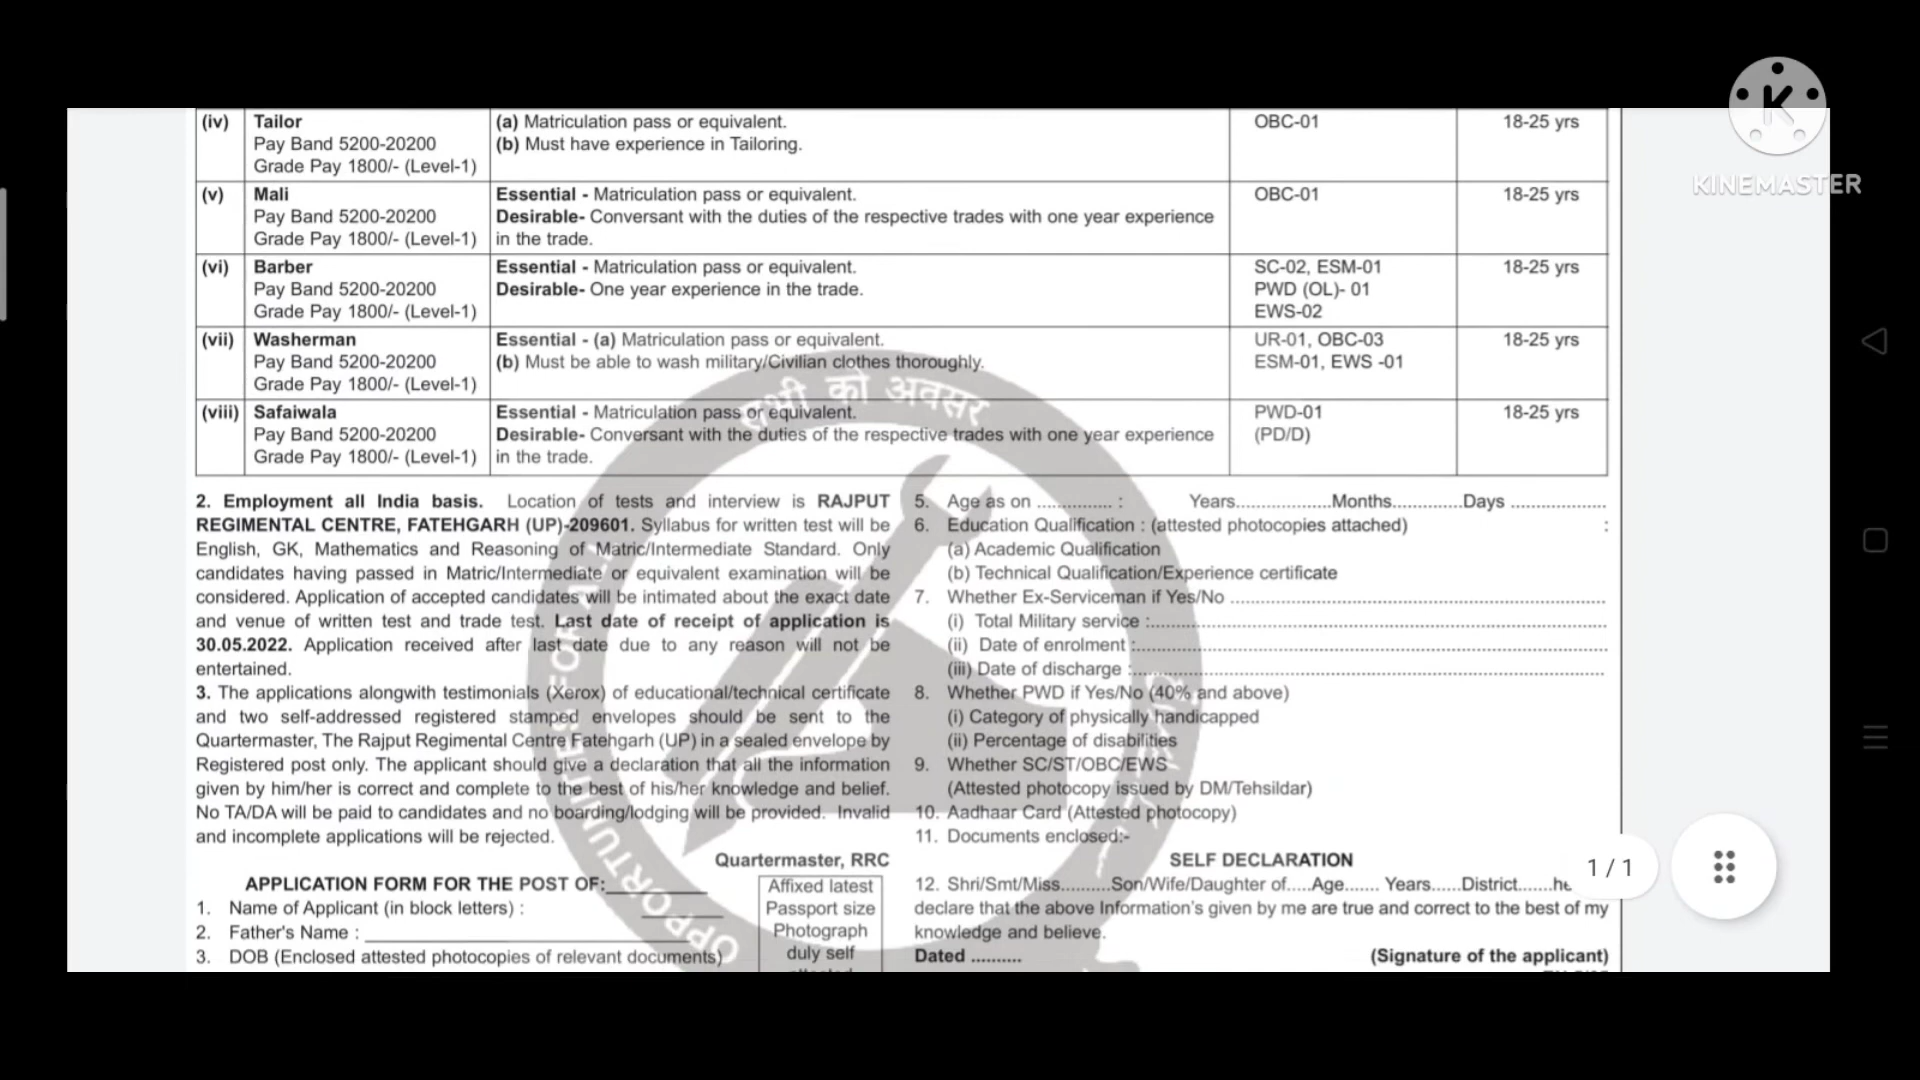 KINEMASTER
(iv) Tailor (a) Matriculation pass or equivalent. OBC-01 18-25 yrs
Pay Band 5200-20200 (b) Must have experience in Tailoring.
Grade Pay 1800/- (Level-1)
(v) Mali Essential - Matriculation pass or equivalent. OBC-01 18-25 yrs
Pay Band 5200-20200 Desirable- Conversant with the duties of the respective trades with one year experience
Grade Pay 1800/- (Level-1) in the trade.
(vi) Barber Essential - Matriculation pass or equivalent. SC-02, ESM-01 18-25 yrs
Pay Band 5200-20200 Desirable- One year experience in the trade. PWD (OL)- 01
Grade Pay 1800/- (Level-1) EWS-02
(vii) Washerman Essential - (a) Matriculation pass or equivalent. UR-01, OBC-03 18-25 yrs
Pay Band 5200-20200 (b) Must be able to wash military/Civilian clothes thoroughly. ESM-01, EWS -01
Grade Pay 1800/- (Level-1)
(viii) Safaiwala Essential - Matriculation pass or equivalent. PWD-01 18-25 yrs
Pay Band 5200-20200 Desirable- Conversant with the duties of the respective trades with one year experience (PD/D)
Grade Pay 1800/- (Level-1) in the trade.
सभी को अवसर
OPPORTUNITIES FOR ALL
2. Employment all India basis. Location of tests and interview is RAJPUT
REGIMENTAL CENTRE, FATEHGARH (UP)-209601. Syllabus for written test will be
English, GK, Mathematics and Reasoning of Matric/Intermediate Standard. Only
candidates having passed in Matric/Intermediate or equivalent examination will be
considered. Application of accepted candidates will be intimated about the exact date
and venue of written test and trade test. Last date of receipt of application is
30.05.2022. Application received after last date due to any reason will not be
entertained.
3. The applications alongwith testimonials (Xerox) of educational/technical certificate
and two self-addressed registered stamped envelopes should be sent to the
Quartermaster, The Rajput Regimental Centre Fatehgarh (UP) in a sealed envelope by
Registered post only. The applicant should give a declaration that all the information
given by him/her is correct and complete to the best of his/her knowledge and belief.
No TA/DA will be paid to candidates and no boarding/lodging will be provided. Invalid
and incomplete applications will be rejected.
Quartermaster, RRC
APPLICATION FORM FOR THE POST OF:__________
1. Name of Applicant (in block letters) : ________
2. Father's Name : ________________________________
3. DOB (Enclosed attested photocopies of relevant documents)
Affixed latest
Passport size
Photograph
duly self
5. Age as on ............. : Years................Months............Days ................
6. Education Qualification : (attested photocopies attached) :
(a) Academic Qualification
(b) Technical Qualification/Experience certificate
7. Whether Ex-Serviceman if Yes/No ................................................................
(i) Total Military service :................................................................
(ii) Date of enrolment :................................................................
(iii) Date of discharge : ................................................................
8. Whether PWD if Yes/No (40% and above)
(i) Category of physically handicapped
(ii) Percentage of disabilities
9. Whether SC/ST/OBC/EWS
(Attested photocopy issued by DM/Tehsildar)
10. Aadhaar Card (Attested photocopy)
11. Documents enclosed:-
SELF DECLARATION
12. Shri/Smt/Miss..........Son/Wife/Daughter of.....Age....... Years......District.......he
declare that the above Information's given by me are true and correct to the best of my
knowledge and believe.
Dated .......... (Signature of the applicant)
1 / 1